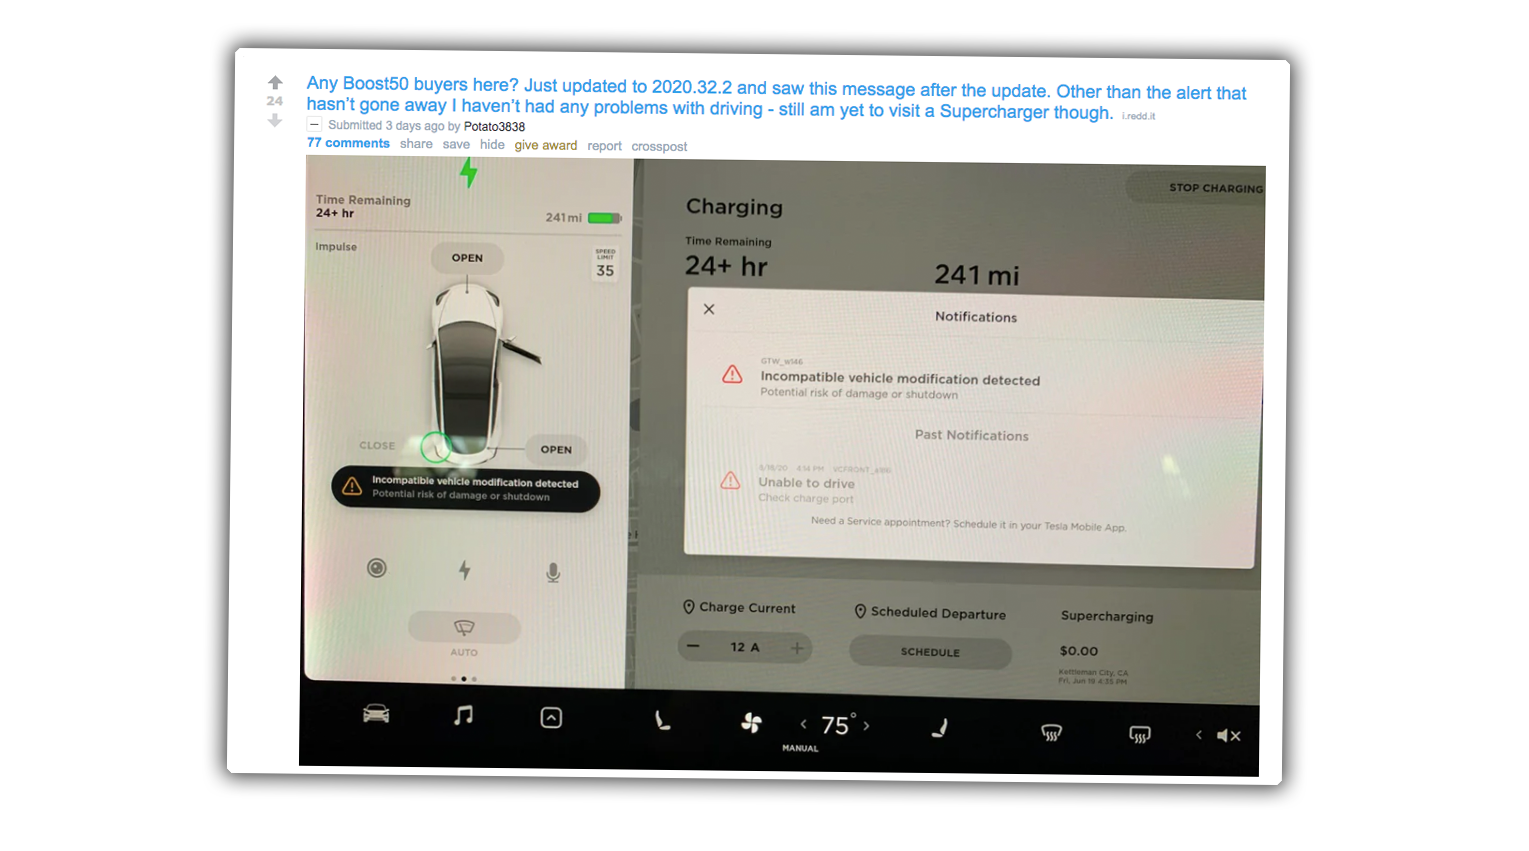 Any Boost50 buyers here? Just updated to 2020.32.2 and saw this message after the update. Other than the alert that
hasn't gone away I haven't had any problems with driving - still am yet to visit a Supercharger though. i.redd.it
24
Submitted 3 days ago by Potato3838
77 comments share save hide give award report crosspost
Time Remaining
24+ hr
241 mi
Impulse
OPEN
SPEED
LIMIT
35
CLOSE
OPEN
Incompatible vehicle modification detected
Potential risk of damage or shutdown
AUTO
STOP CHARGING
Charging
Time Remaining
24+ hr
241 mi
Notifications
GTW_w146
Incompatible vehicle modification detected
Potential risk of damage or shutdown
Past Notifications
4:14 PM
Unable to drive
Check charge port
Need a Service appointment? Schedule it in your Tesla Mobile App.
Charge Current
12 A
Scheduled Departure
SCHEDULE
Supercharging
$0.00
Kettleman City, CA
Fri, Jun 19 4:35 PM
75°
MANUAL